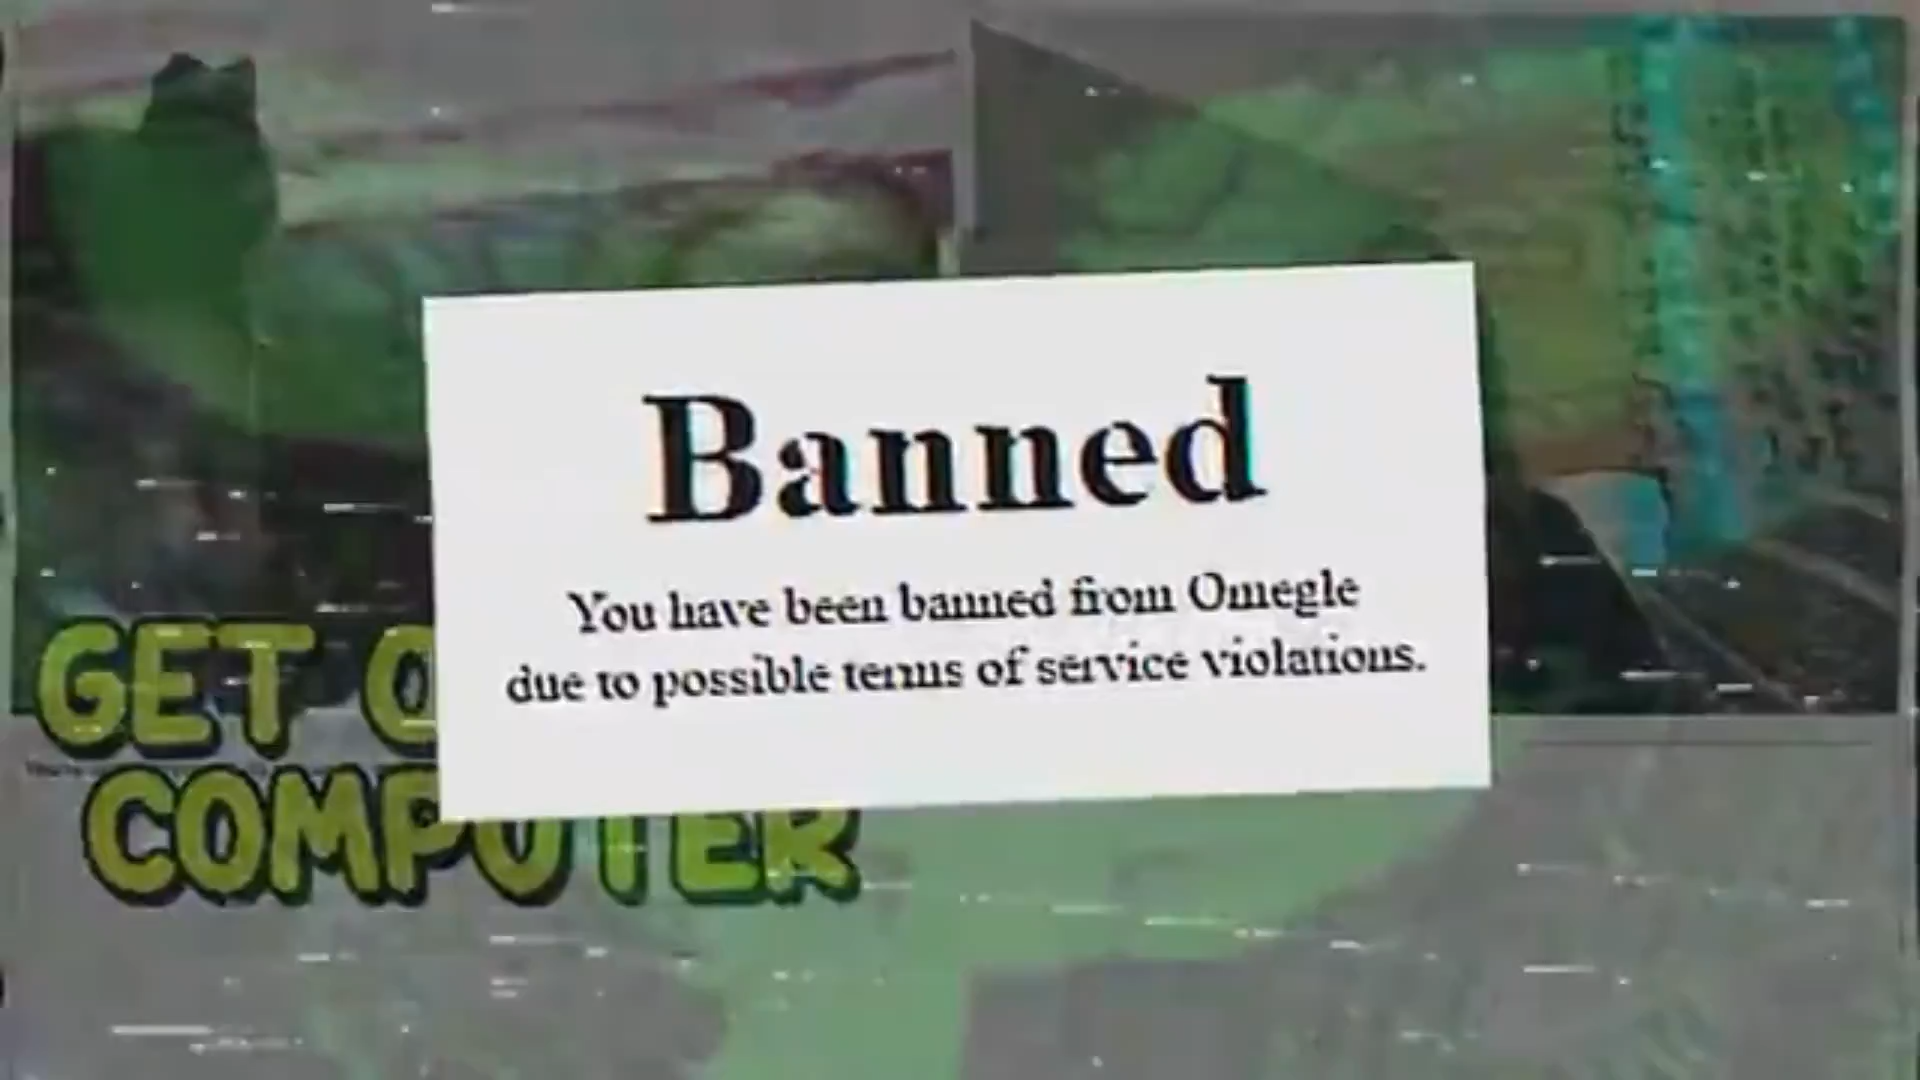 Banned
You have been banned from Omegle
due to possible terms of service violations.
GET
COMPUTER